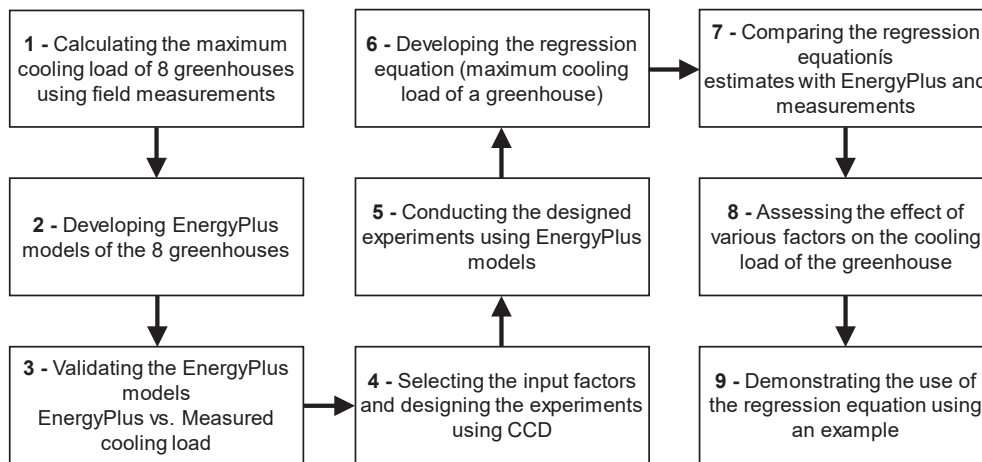 1 - Calculating the maximum
cooling load of 8 greenhouses
using field measurements
2 - Developing EnergyPlus
models of the 8 greenhouses
3 - Validating the EnergyPlus
models
EnergyPlus vs. Measured
cooling load
4 - Selecting the input factors
and designing the experiments
using CCD
5 - Conducting the designed
experiments using EnergyPlus
models
6 - Developing the regression
equation (maximum cooling
load of a greenhouse)
7 - Comparing the regression
equationís
estimates with EnergyPlus and
measurements
8 - Assessing the effect of
various factors on the cooling
load of the greenhouse
9 - Demonstrating the use of
the regression equation using
an example